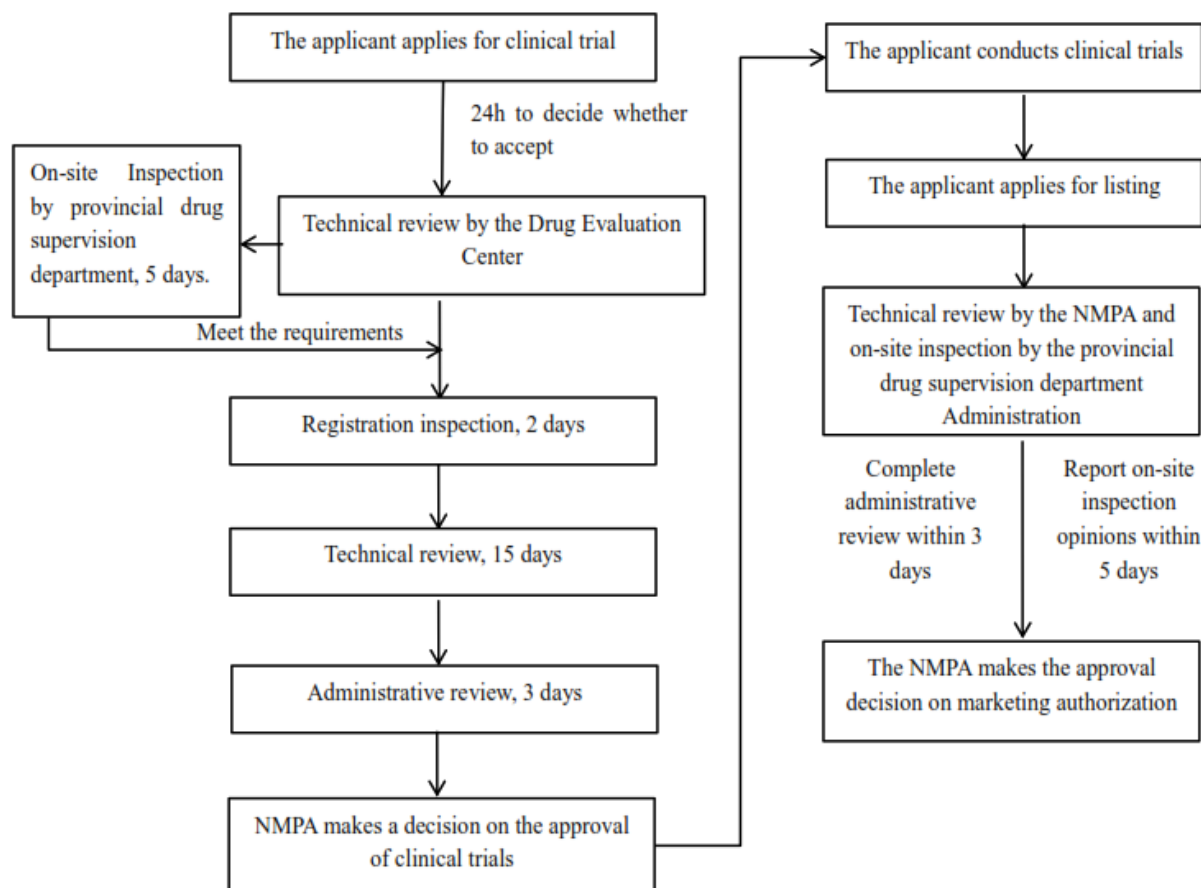 The applicant applies for clinical trial
24h to decide whether
to accept
On-site Inspection
by provincial drug
supervision
department, 5 days.
Technical review by the Drug Evaluation
Center
Meet the requirements
Registration inspection, 2 days
Technical review, 15 days
Administrative review, 3 days
NMPA makes a decision on the approval
of clinical trials
The applicant conducts clinical trials
The applicant applies for listing
Technical review by the NMPA and
on-site inspection by the provincial
drug supervision department
Administration
Complete
administrative
review within 3
days
Report on-site
inspection
opinions within
5 days
The NMPA makes the approval
decision on marketing authorization